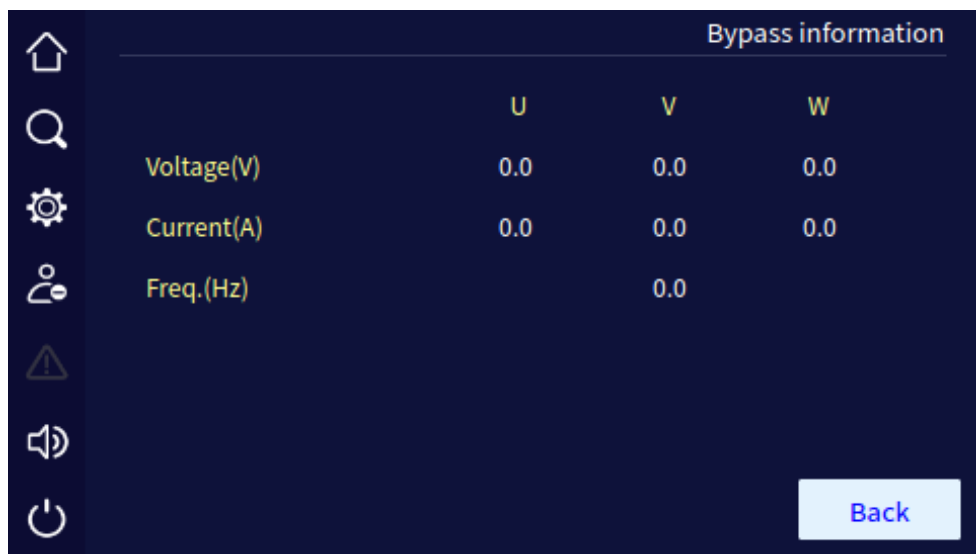 Bypass information
U V W
Voltage(V) 0.0 0.0 0.0
Current(A) 0.0 0.0 0.0
Freq.(Hz) 0.0
Back